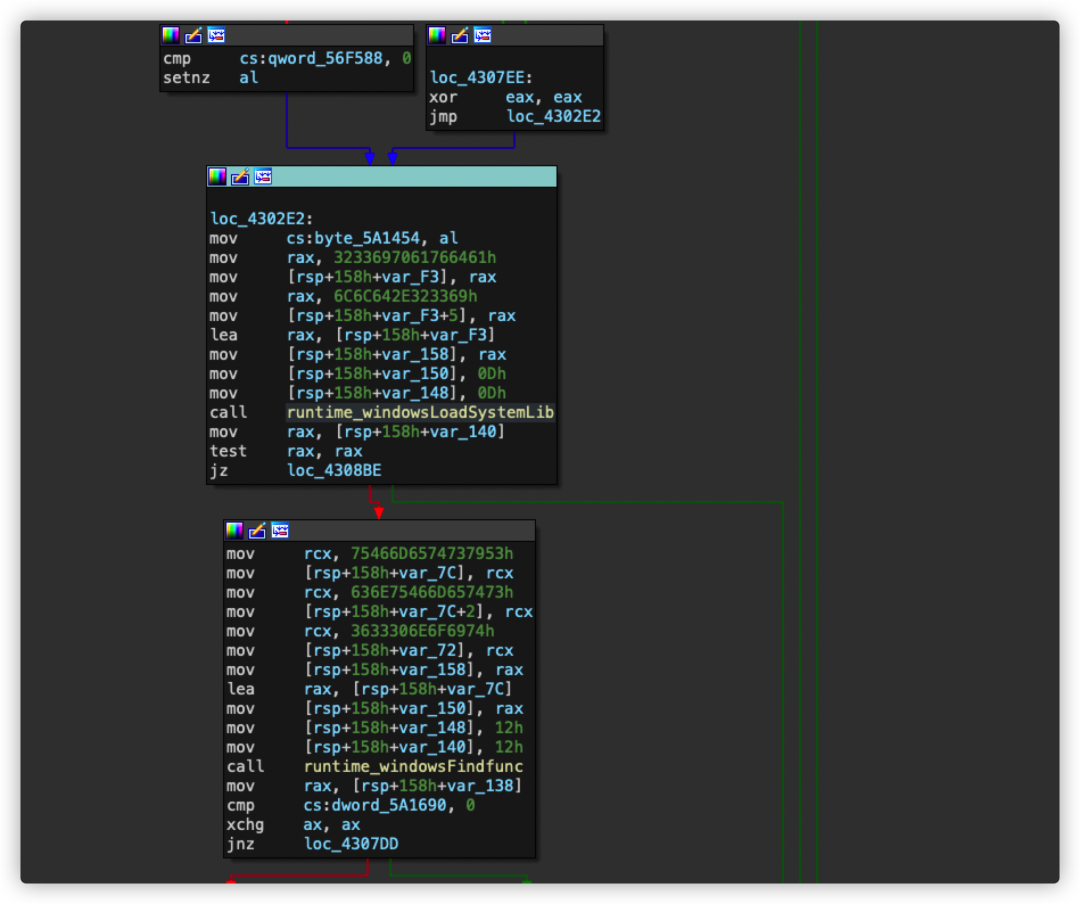 cmp cs:qword_56F588, 0
setnz al
loc_4307EE:
xor eax, eax
jmp loc_4302E2
loc_4302E2:
mov cs:byte_5A1454, al
mov rax, 3233697061766461h
mov [rsp+158h+var_F3], rax
mov rax, 6C6C642E323369h
mov [rsp+158h+var_F3+5], rax
lea rax, [rsp+158h+var_F3]
mov [rsp+158h+var_158], rax
mov [rsp+158h+var_150], 0Dh
mov [rsp+158h+var_148], 0Dh
call runtime_windowsLoadSystemLib
mov rax, [rsp+158h+var_140]
test rax, rax
jz loc_4308BE
mov rcx, 75466D6574737953h
mov [rsp+158h+var_7C], rcx
mov rcx, 636E75466D657473h
mov [rsp+158h+var_7C+2], rcx
mov rcx, 3633306E6F6974h
mov [rsp+158h+var_72], rcx
mov [rsp+158h+var_158], rax
lea rax, [rsp+158h+var_7C]
mov [rsp+158h+var_150], rax
mov [rsp+158h+var_148], 12h
mov [rsp+158h+var_140], 12h
call runtime_windowsFindfunc
mov rax, [rsp+158h+var_138]
cmp cs:dword_5A1690, 0
xchg ax, ax
jnz loc_4307DD